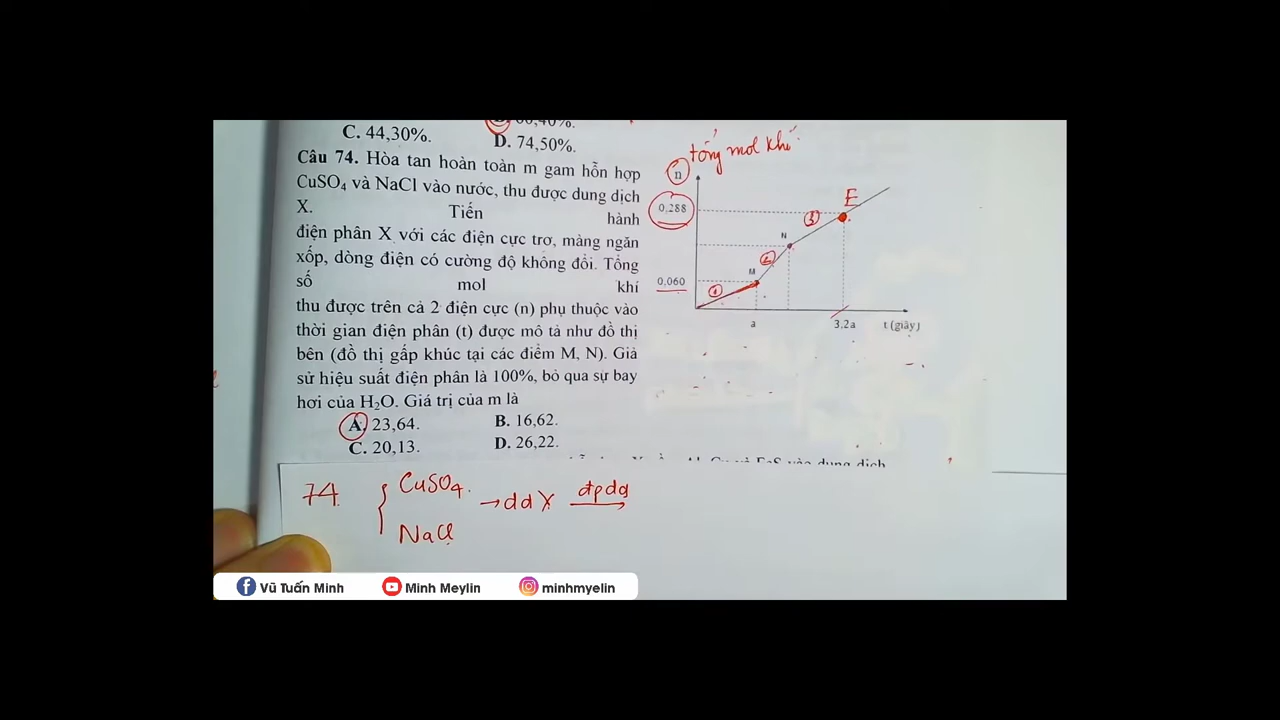 C. 44,30%.
60,40%.
D. 74,50%.
Câu 74. Hòa tan hoàn toàn m gam hỗn hợp
CuSO4 và NaCl vào nước, thu được dung dịch
X. Tiến hành
điện phân X với các điện cực trơ, màng ngăn
xốp, dòng điện có cường độ không đổi. Tổng
số mol khí
thu được trên cả 2 điện cực (n) phụ thuộc vào
thời gian điện phân (t) được mô tả như đồ thị
bên (đồ thị gấp khúc tại các điểm M, N). Giả
sử hiệu suất điện phân là 100%, bỏ qua sự bay
hơi của H2O. Giá trị của m là
A. 23,64.
B. 16,62.
C. 20,13.
D. 26,22.
tổng mol khí
n
0,288
E
3
N
2
M
0,060
1
a
3,2a
t (giây)
74.
CuSO4
NaCl
→ dd X
đpdd
Vũ Tuấn Minh
Minh Meylin
minhmyelin